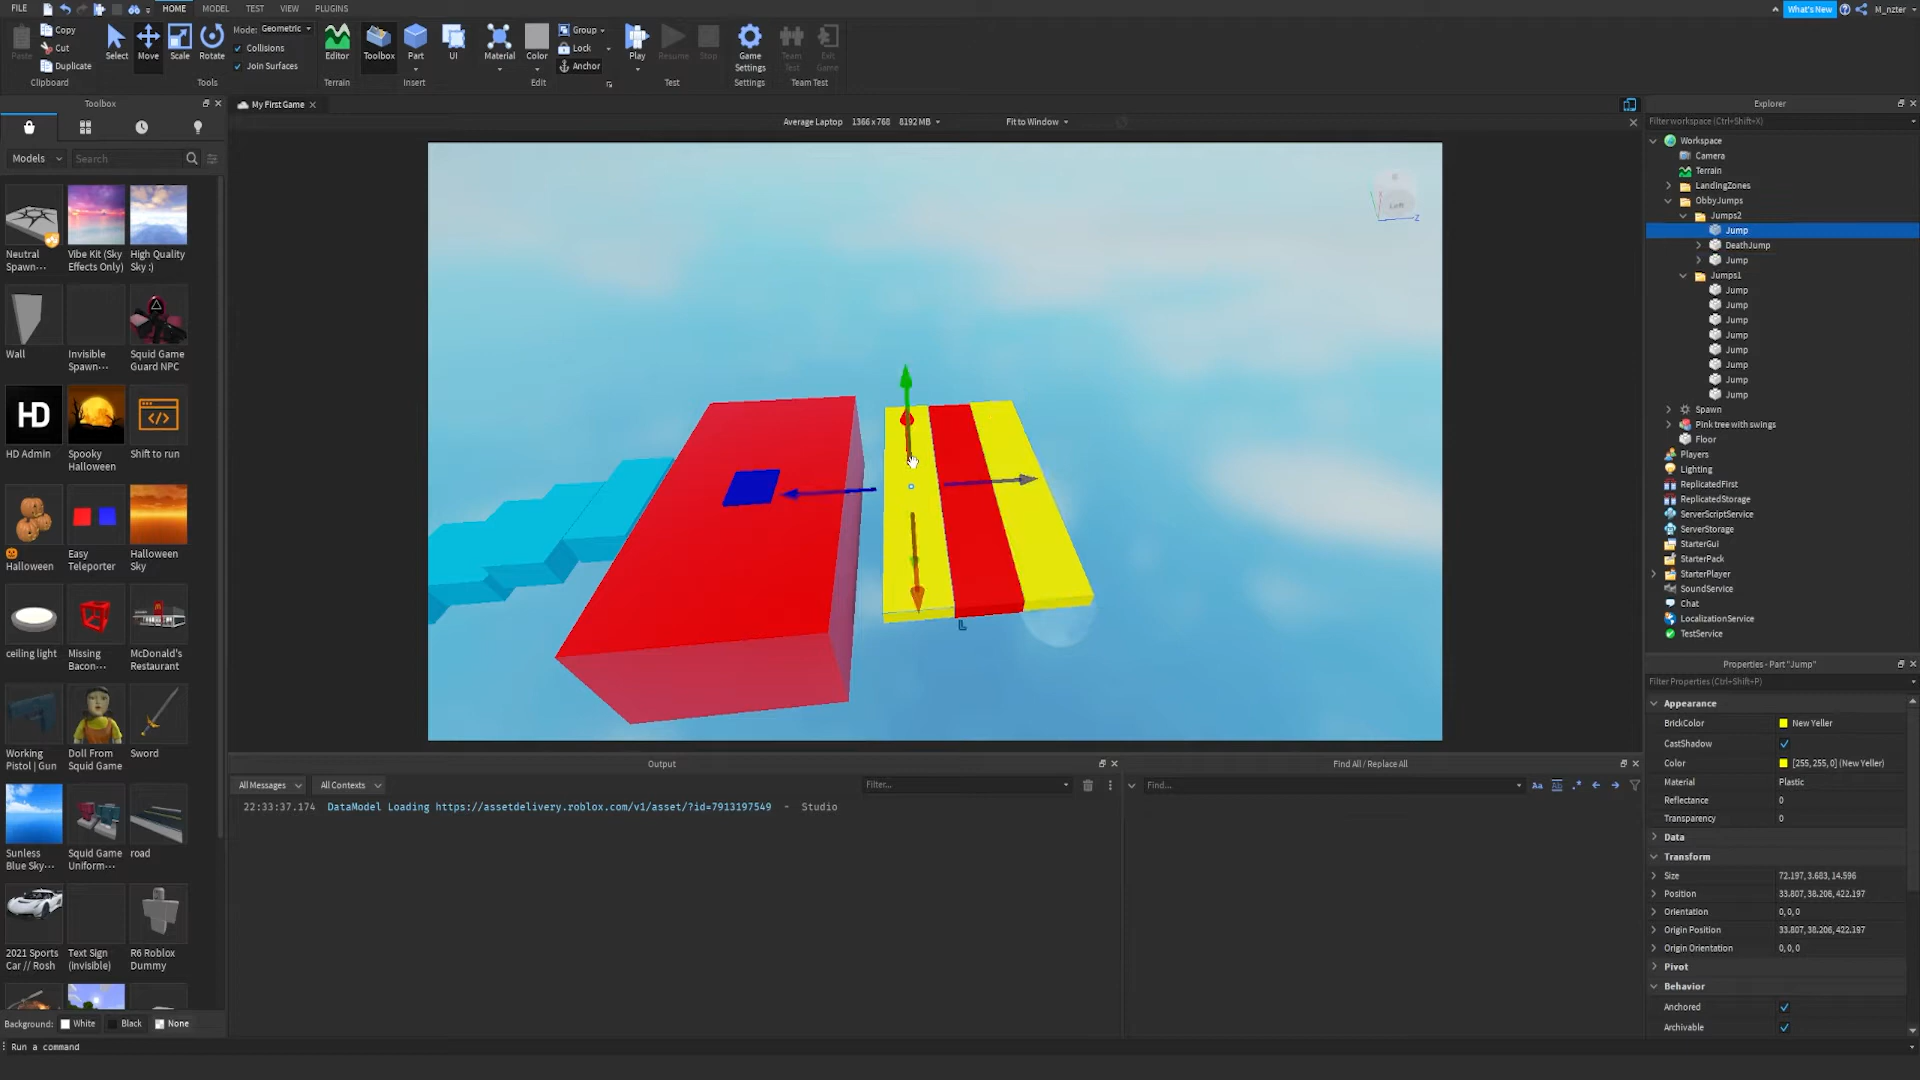 FILE
HOME
MODEL
TEST
VIEW
PLUGINS
What's New
M_nzter
Paste
Copy
Cut
Duplicate
Clipboard
Select
Move
Scale
Rotate
Mode: Geometric
Collisions
Join Surfaces
Tools
Editor
Terrain
Toolbox
Part
UI
Insert
Material
Color
Group
Lock
Anchor
Edit
Play
Resume
Stop
Test
Game
Settings
Settings
Team
Test
Exit
Game
Team Test
Toolbox
My First Game
Average Laptop 1366x768 8192 MB
Fit to Window
Models
Search
Neutral
Spawn...
Vibe Kit (Sky
Effects Only)
High Quality
Sky :)
Wall
Invisible
Spawn...
Squid Game
Guard NPC
HD
HD Admin
Spooky
Halloween
Shift to run
Halloween
Easy
Teleporter
Halloween
Sky
ceiling light
Missing
Bacon...
McDonald's
Restaurant
Working
Pistol | Gun
Doll From
Squid Game
Sword
Sunless
Blue Sky...
Squid Game
Uniform...
road
2021 Sports
Car // Rosh
Text Sign
(invisible)
R6 Roblox
Dummy
Background: White Black None
Run a command
Left
Z
L
Output
All Messages
All Contexts
Filter...
22:33:37.174 DataModel Loading https://assetdelivery.roblox.com/v1/asset/?id=7913197549 - Studio
Find All / Replace All
Find...
Aa
Ab
Explorer
Filter workspace (Ctrl+Shift+X)
Workspace
Camera
Terrain
LandingZones
ObbyJumps
Jumps2
Jump
DeathJump
Jump
Jumps1
Jump
Jump
Jump
Jump
Jump
Jump
Jump
Jump
Spawn
Pink tree with swings
Floor
Players
Lighting
ReplicatedFirst
ReplicatedStorage
ServerScriptService
ServerStorage
StarterGui
StarterPack
StarterPlayer
SoundService
Chat
LocalizationService
TestService
Properties - Part "Jump"
Filter Properties (Ctrl+Shift+P)
Appearance
BrickColor New Yeller
CastShadow
Color [255, 255, 0] (New Yeller)
Material Plastic
Reflectance 0
Transparency 0
Data
Transform
Size 72.197, 3.683, 14.596
Position 33.807, 38.206, 422.197
Orientation 0, 0, 0
Origin Position 33.807, 38.206, 422.197
Origin Orientation 0, 0, 0
Pivot
Behavior
Anchored
Archivable